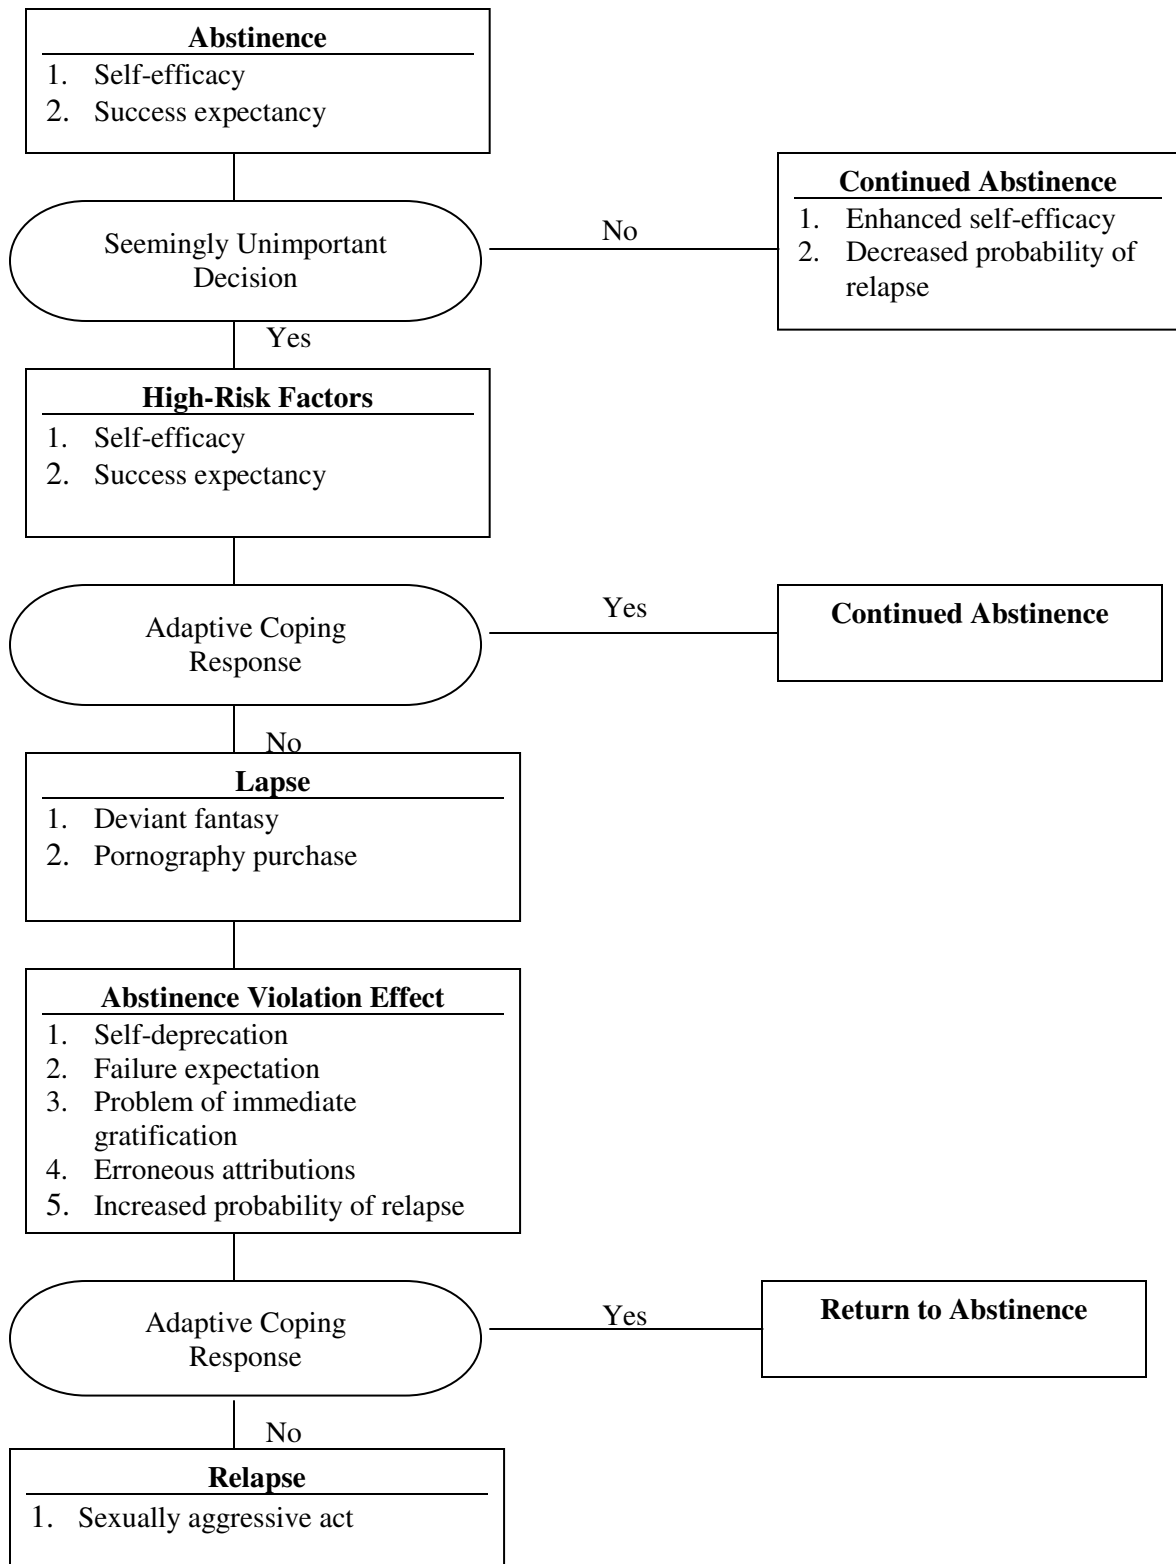 Abstinence
1. Self-efficacy
2. Success expectancy
Seemingly Unimportant
Decision
No
Continued Abstinence
1. Enhanced self-efficacy
2. Decreased probability of
relapse
Yes
High-Risk Factors
1. Self-efficacy
2. Success expectancy
Adaptive Coping
Response
Yes
Continued Abstinence
No
Lapse
1. Deviant fantasy
2. Pornography purchase
Abstinence Violation Effect
1. Self-deprecation
2. Failure expectation
3. Problem of immediate
gratification
4. Erroneous attributions
5. Increased probability of relapse
Adaptive Coping
Response
Yes
Return to Abstinence
No
Relapse
1. Sexually aggressive act